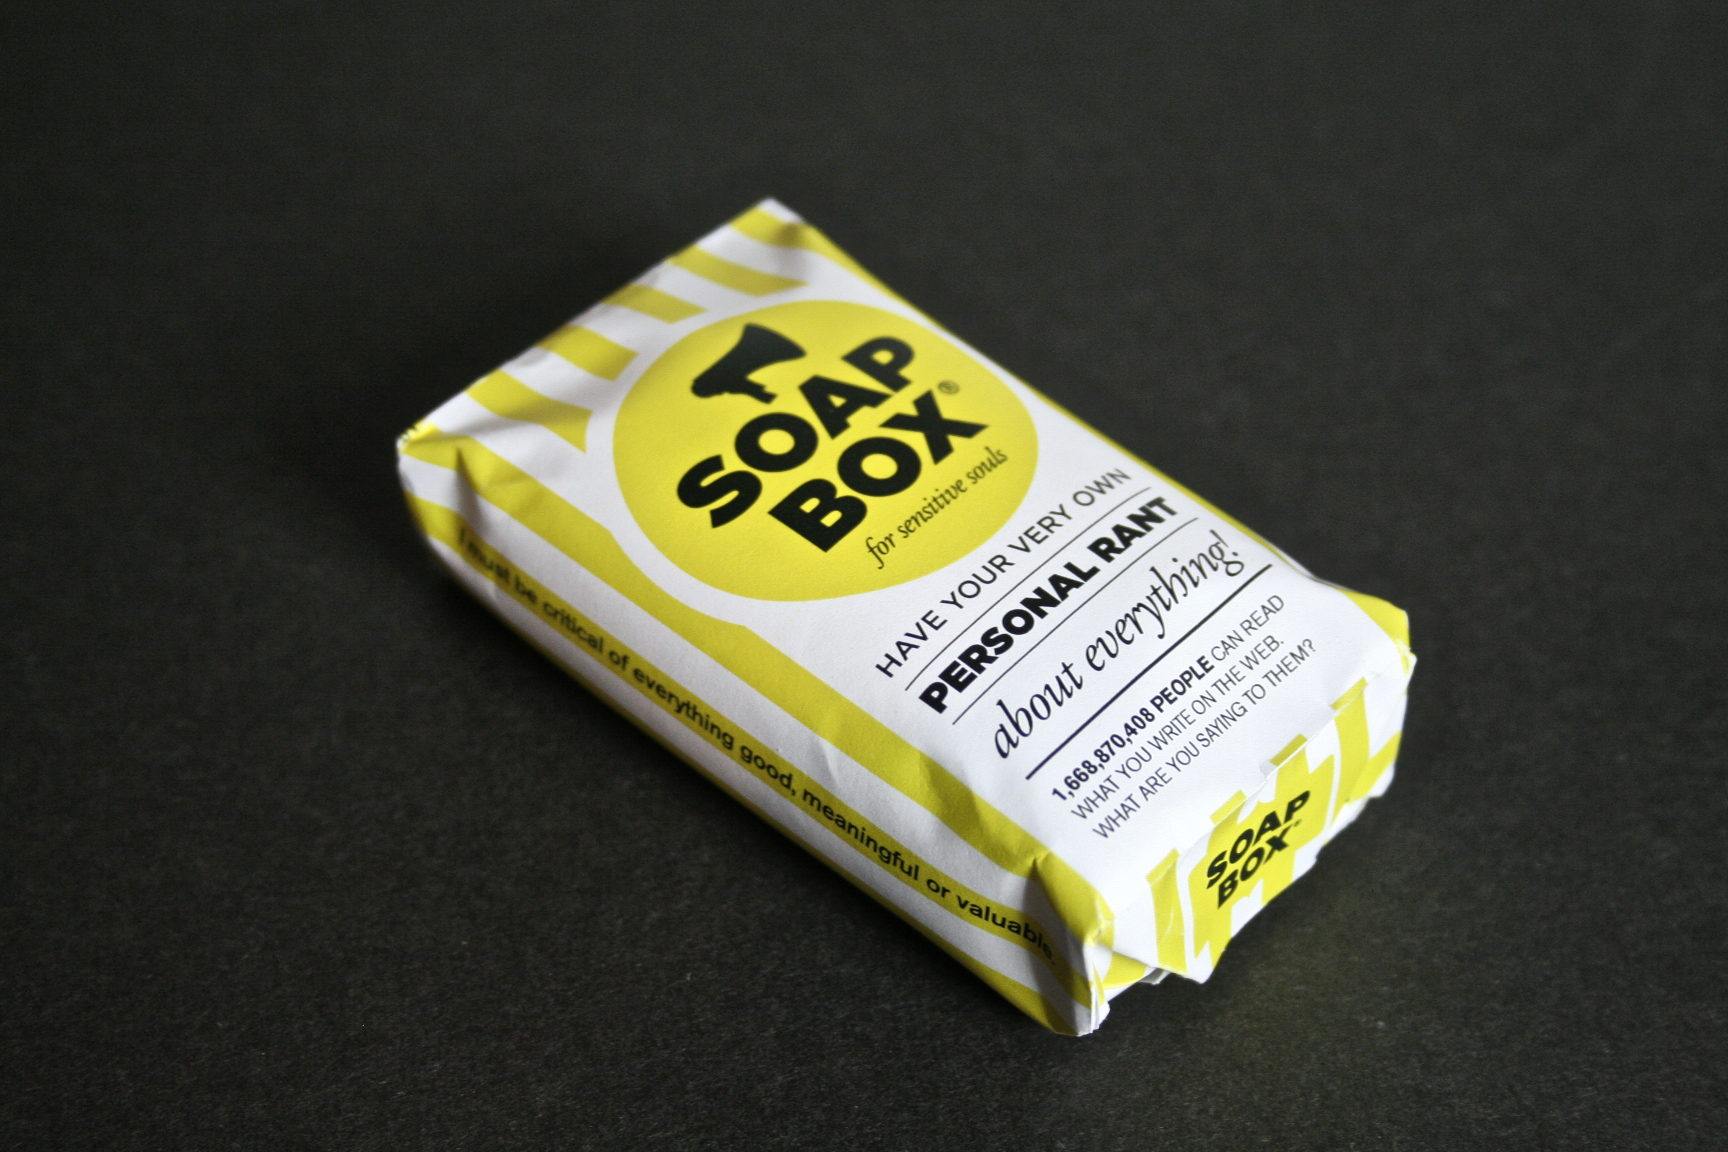 SOAP
BOX®
for sensitive souls
HAVE YOUR VERY OWN
PERSONAL RANT
about everything!
1,668,870,408 PEOPLE CAN READ
WHAT YOU WRITE ON THE WEB.
WHAT ARE YOU SAYING TO THEM?
SOAP
BOX®
I must be critical of everything good, meaningful or valuable.